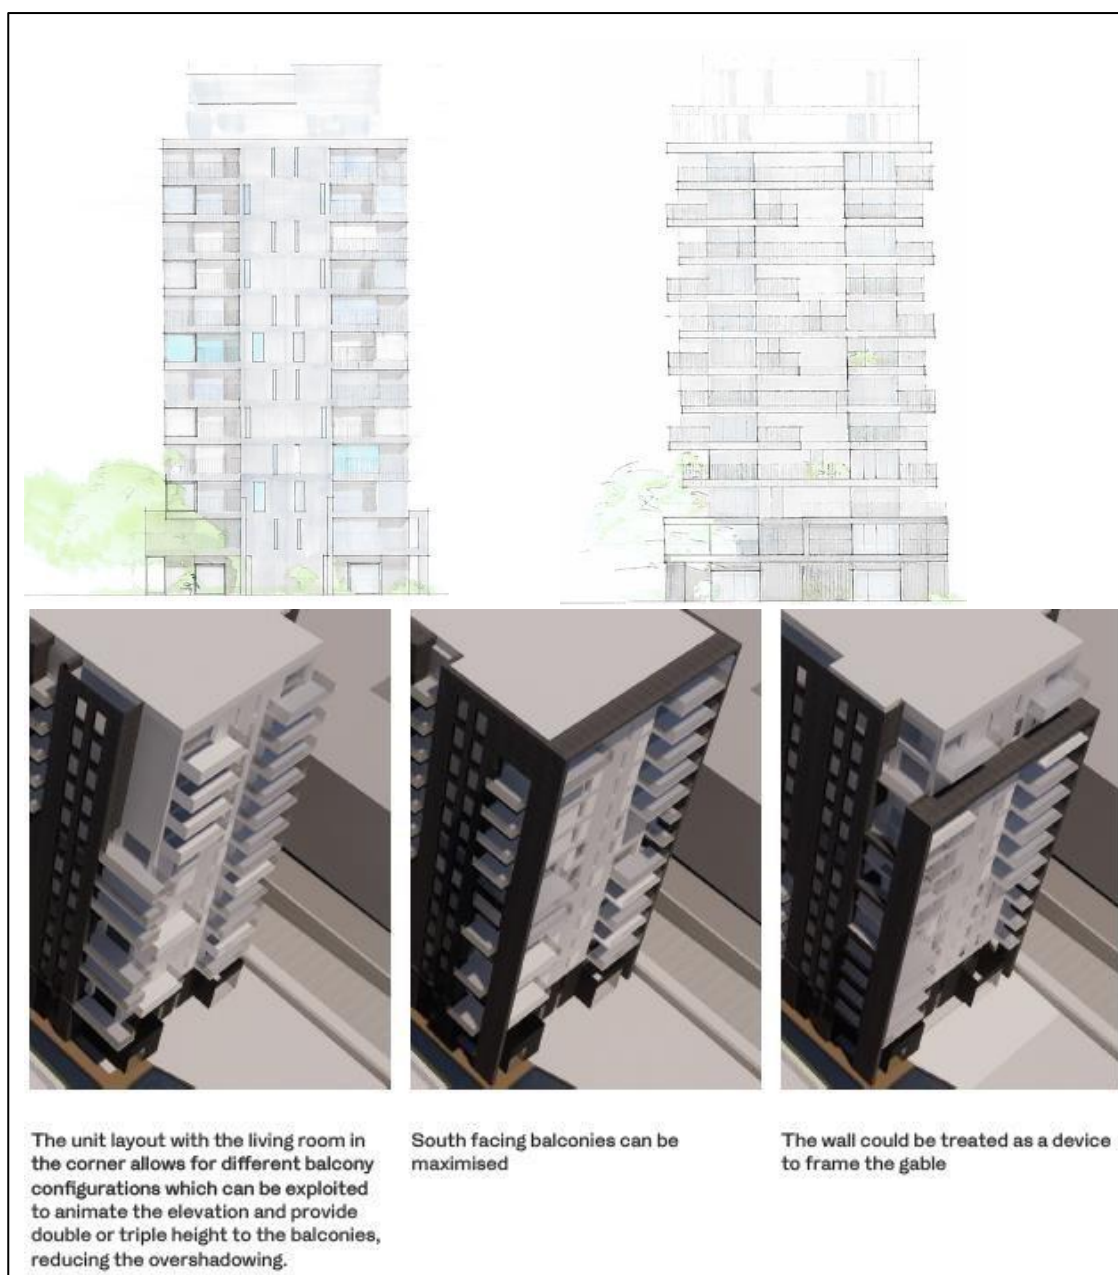 The unit layout with the living room in
the corner allows for different balcony
configurations which can be exploited
to animate the elevation and provide
double or triple height to the balconies,
reducing the overshadowing.
South facing balconies can be
maximised
The wall could be treated as a device
to frame the gable